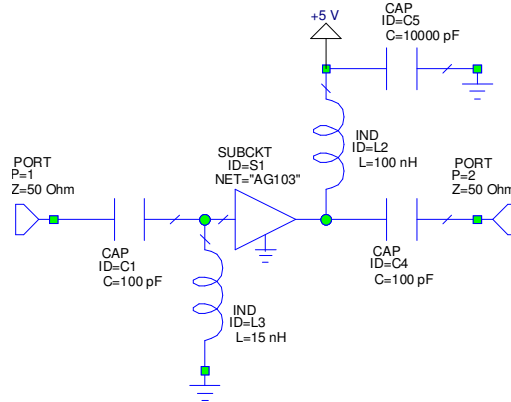 +5 V
CAP
ID=C5
C=10000 pF
IND
ID=L2
L=100 nH
SUBCKT
ID=S1
NET="AG103"
PORT
P=1
Z=50 Ohm
PORT
P=2
Z=50 Ohm
CAP
ID=C1
C=100 pF
CAP
ID=C4
C=100 pF
IND
ID=L3
L=15 nH